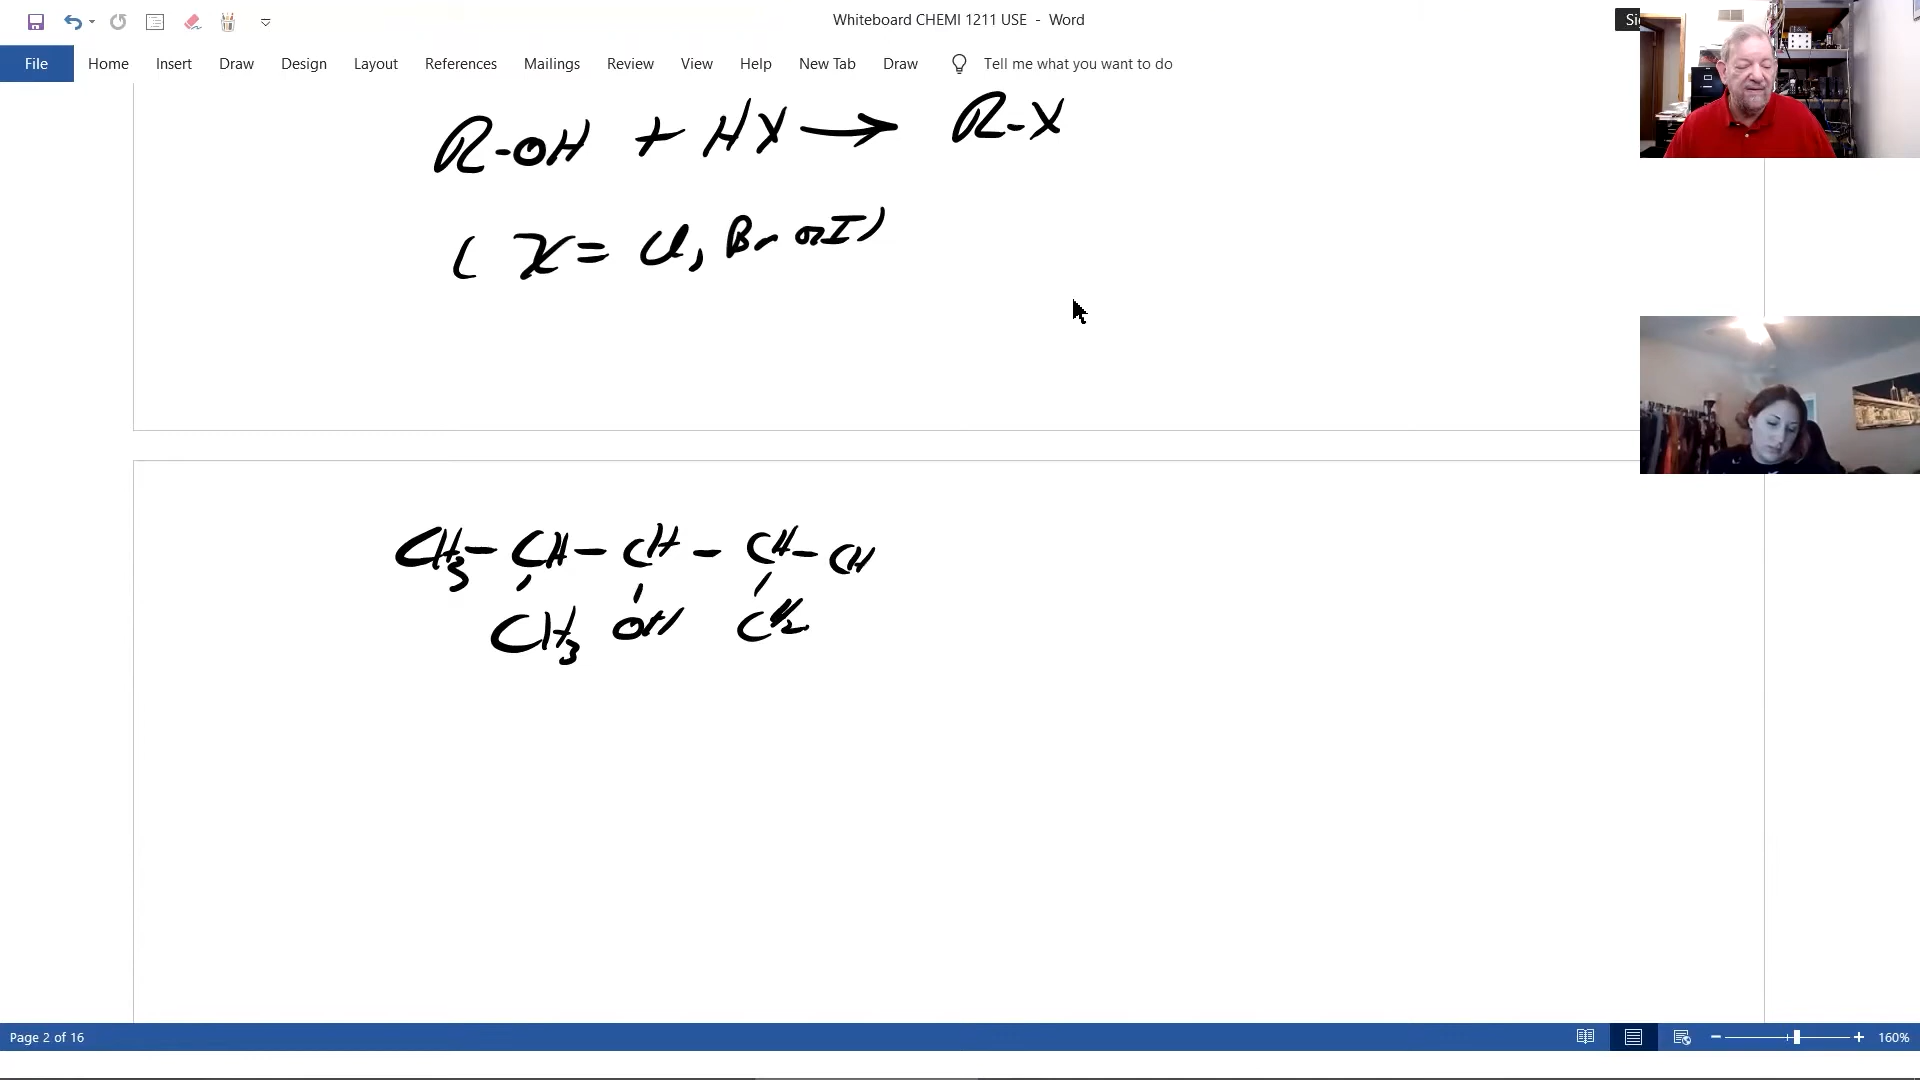 Whiteboard CHEMI 1211 USE - Word
Si
File Home Insert Draw Design Layout References Mailings Review View Help New Tab Draw Tell me what you want to do
R-OH + HX → R-X
( X = Cl, Br or I )
CH3 - CH - CH - CH - CH
CH3 OH CH2
Page 2 of 16
160%